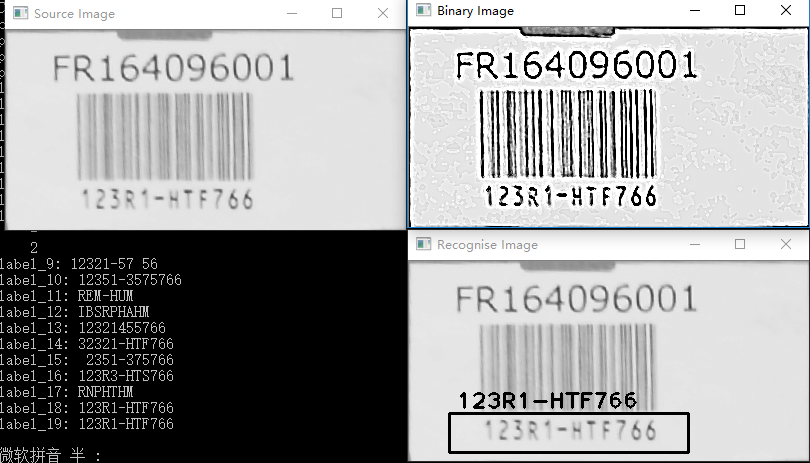 Source Image
FR164096001
123R1-HTF766
Binary Image
FR164096001
123R1-HTF766
2
label_9: 12321-57 56
label_10: 12351-3575766
label_11: REM-HUM
label_12: IBSRPHAHM
label_13: 12321455766
label_14: 32321-HTF766
label_15:  2351-375766
label_16: 123R3-HTS766
label_17: RNPHTHM
label_18: 123R1-HTF766
label_19: 123R1-HTF766
微软拼音 半 :
Recognise Image
FR164096001
123R1-HTF766
123R1-HTF766